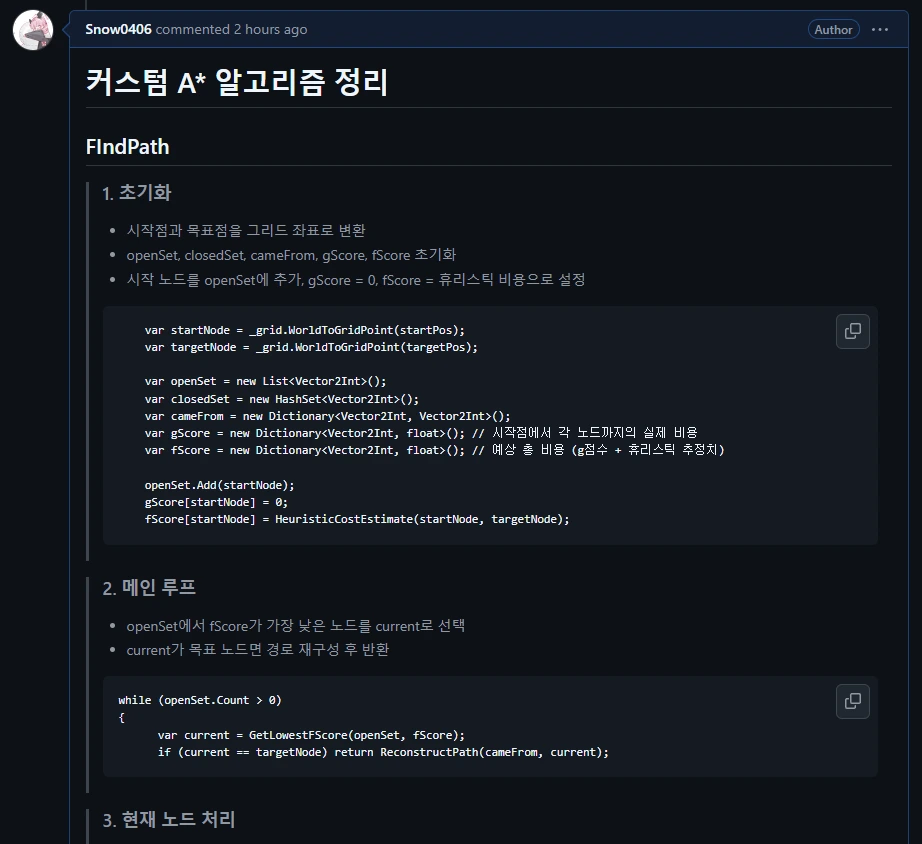 Snow0406 commented 2 hours ago
Author
커스텀 A* 알고리즘 정리
FIndPath
1. 초기화
시작점과 목표점을 그리드 좌표로 변환
openSet, closedSet, cameFrom, gScore, fScore 초기화
시작 노드를 openSet에 추가, gScore = 0, fScore = 휴리스틱 비용으로 설정
var startNode = _grid.WorldToGridPoint(startPos);
var targetNode = _grid.WorldToGridPoint(targetPos);
var openSet = new List<Vector2Int>();
var closedSet = new HashSet<Vector2Int>();
var cameFrom = new Dictionary<Vector2Int, Vector2Int>();
var gScore = new Dictionary<Vector2Int, float>(); // 시작점에서 각 노드까지의 실제 비용
var fScore = new Dictionary<Vector2Int, float>(); // 예상 총 비용 (g점수 + 휴리스틱 추정치)
openSet.Add(startNode);
gScore[startNode] = 0;
fScore[startNode] = HeuristicCostEstimate(startNode, targetNode);
2. 메인 루프
openSet에서 fScore가 가장 낮은 노드를 current로 선택
current가 목표 노드면 경로 재구성 후 반환
while (openSet.Count > 0)
{
var current = GetLowestFScore(openSet, fScore);
if (current == targetNode) return ReconstructPath(cameFrom, current);
3. 현재 노드 처리